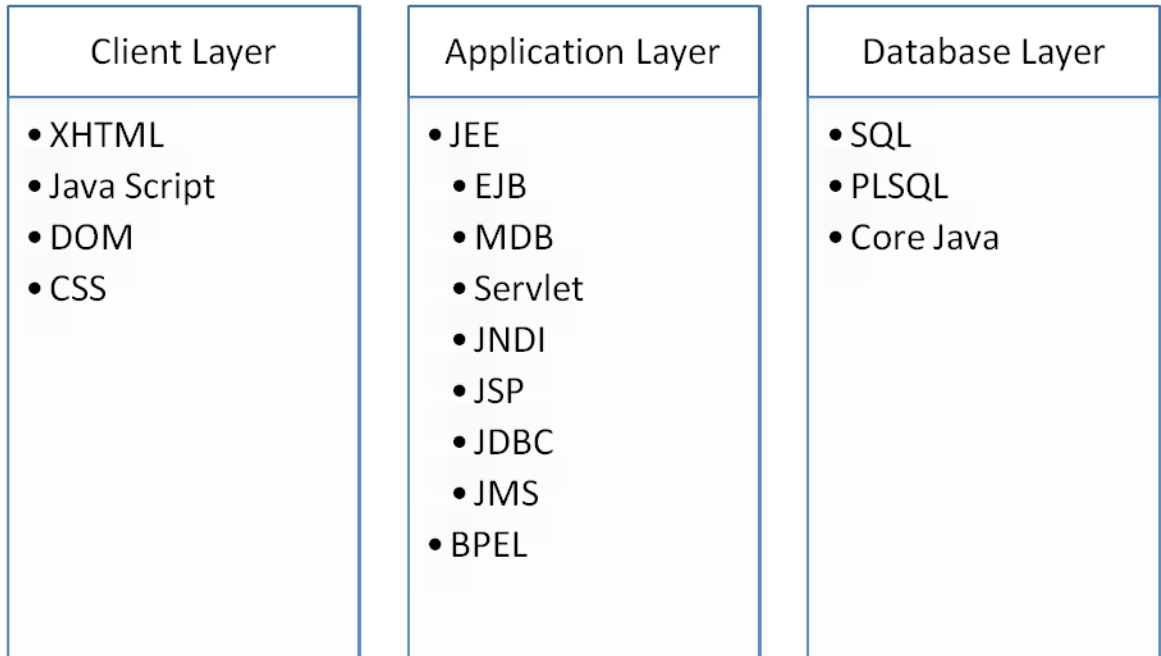 Client Layer
• XHTML
• Java Script
• DOM
• CSS
Application Layer
• JEE
• EJB
• MDB
• Servlet
• JNDI
• JSP
• JDBC
• JMS
• BPEL
Database Layer
• SQL
• PLSQL
• Core Java